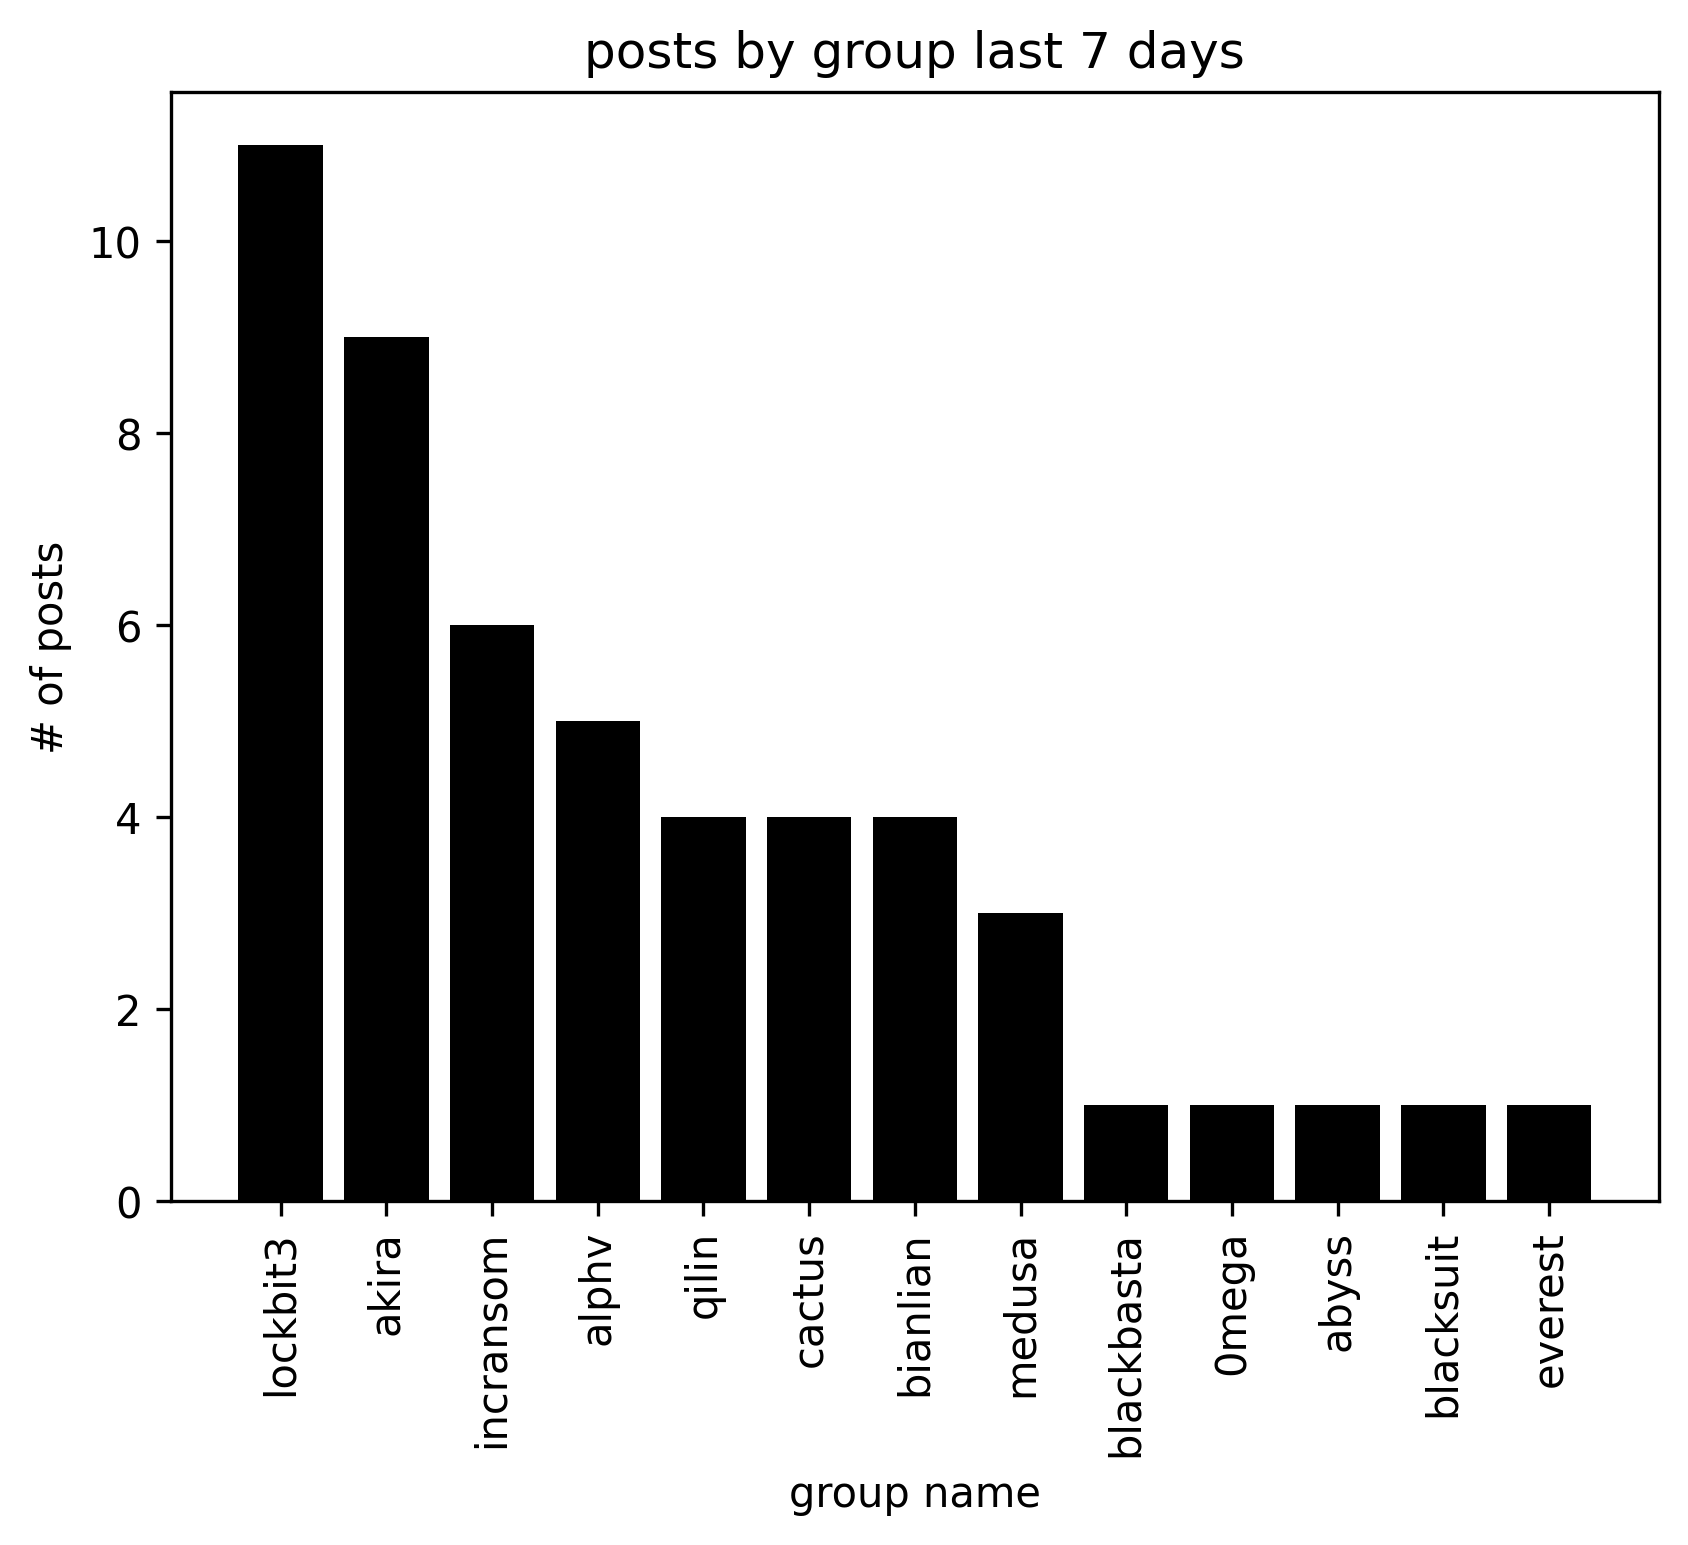 posts by group last 7 days
# of posts
10
8
6
4
2
0
lockbit3
akira
incransom
alphv
qilin
cactus
bianlian
medusa
blackbasta
0mega
abyss
blacksuit
everest
group name